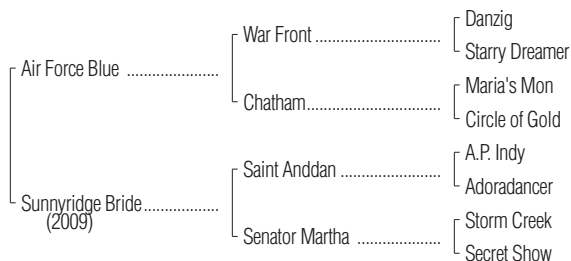 Danzig
War Front
Starry Dreamer
Air Force Blue
Maria's Mon
Chatham
Circle of Gold
A.P. Indy
Saint Anddan
Adoradancer
Sunnyridge Bride
(2009)
Storm Creek
Senator Martha
Secret Show